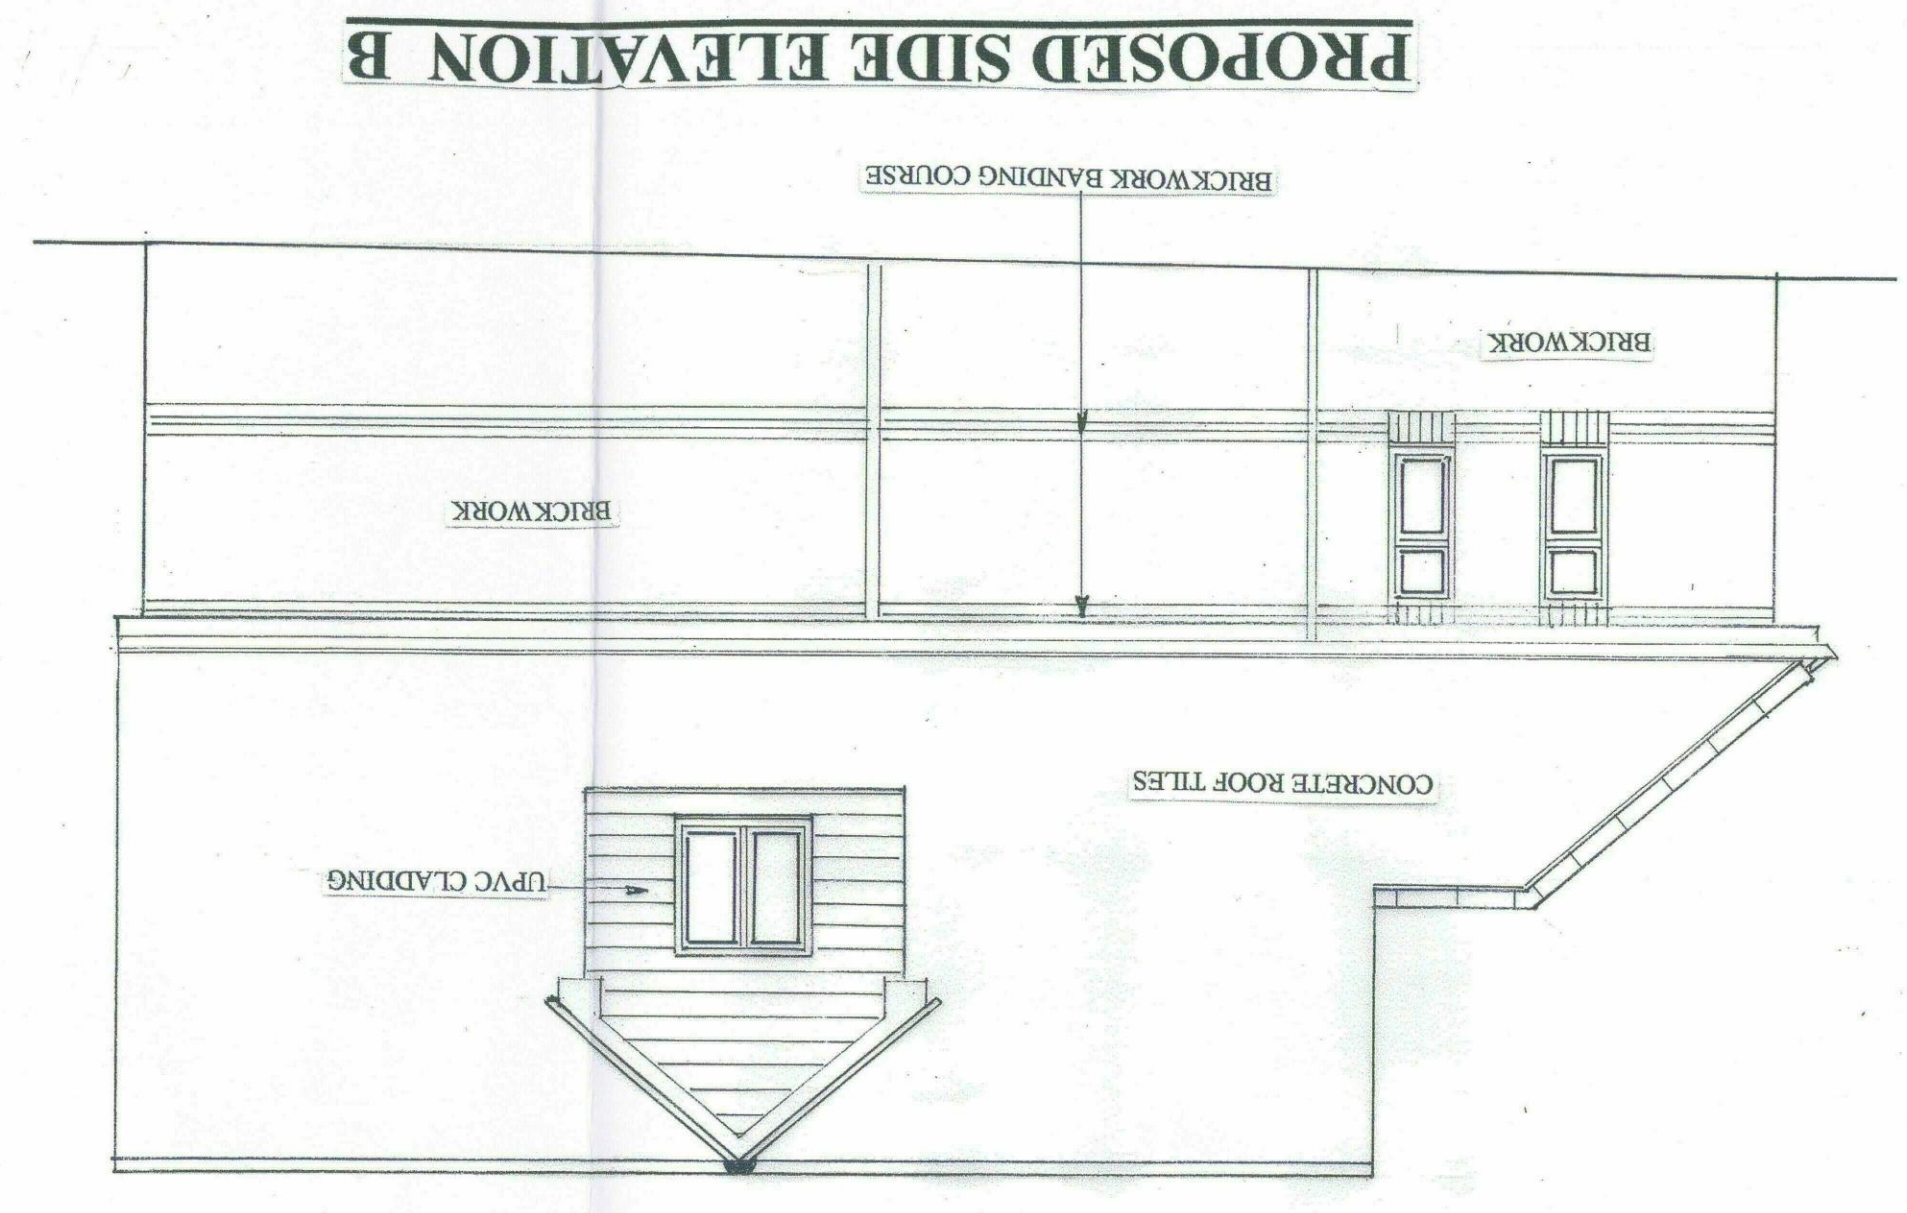 UPVC CLADDING
CONCRETE ROOF TILES
BRICKWORK
BRICKWORK
BRICKWORK BANDING COURSE
PROPOSED SIDE ELEVATION B